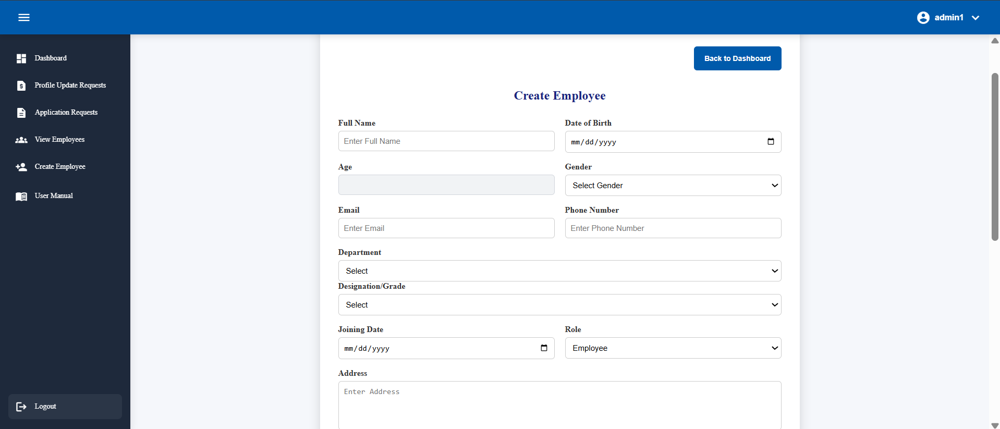 admin1
Dashboard
Profile Update Requests
Application Requests
View Employees
Create Employee
User Manual
Logout
Back to Dashboard
Create Employee
Full Name
Enter Full Name
Date of Birth
mm/dd/yyyy
Age
Gender
Select Gender
Email
Enter Email
Phone Number
Enter Phone Number
Department
Select
Designation/Grade
Select
Joining Date
mm/dd/yyyy
Role
Employee
Address
Enter Address